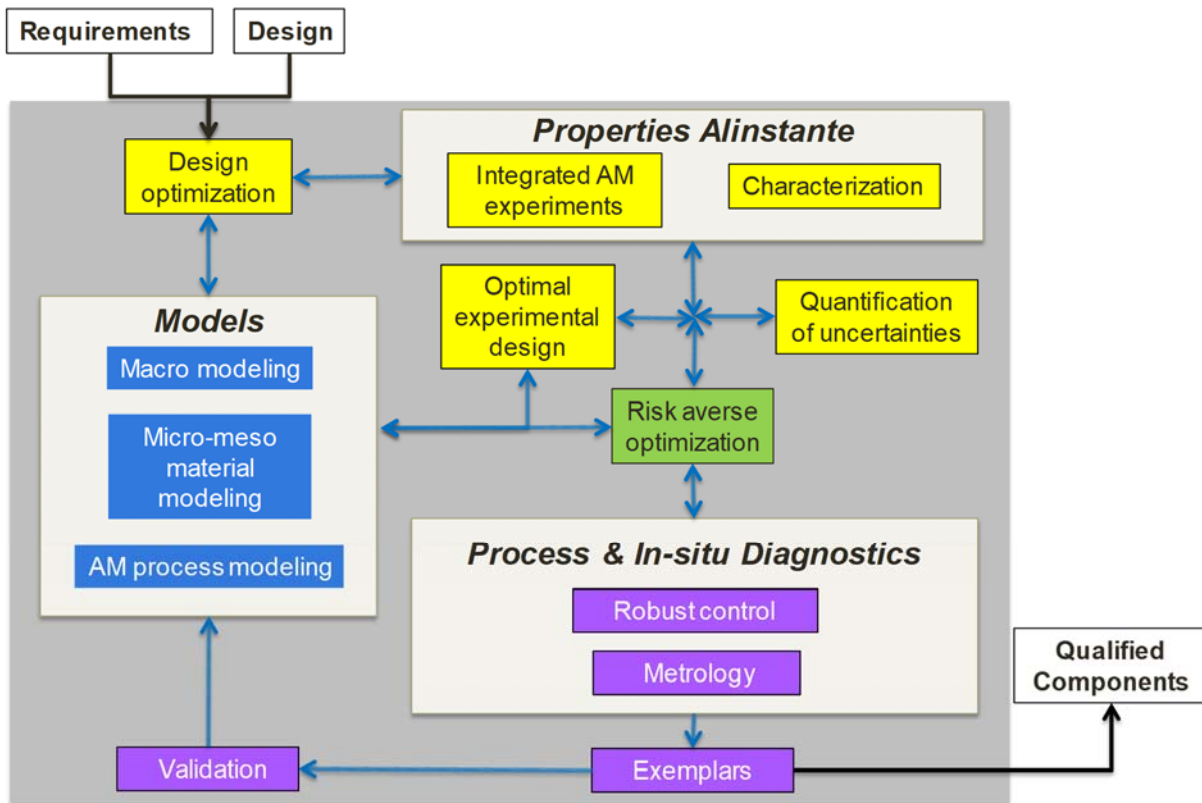 Requirements
Design
Design
optimization
Properties Alinstante
Integrated AM
experiments
Characterization
Optimal
experimental
design
Quantification
of uncertainties
Models
Macro modeling
Micro-meso
material
modeling
AM process modeling
Risk averse
optimization
Process & In-situ Diagnostics
Robust control
Metrology
Qualified
Components
Validation
Exemplars